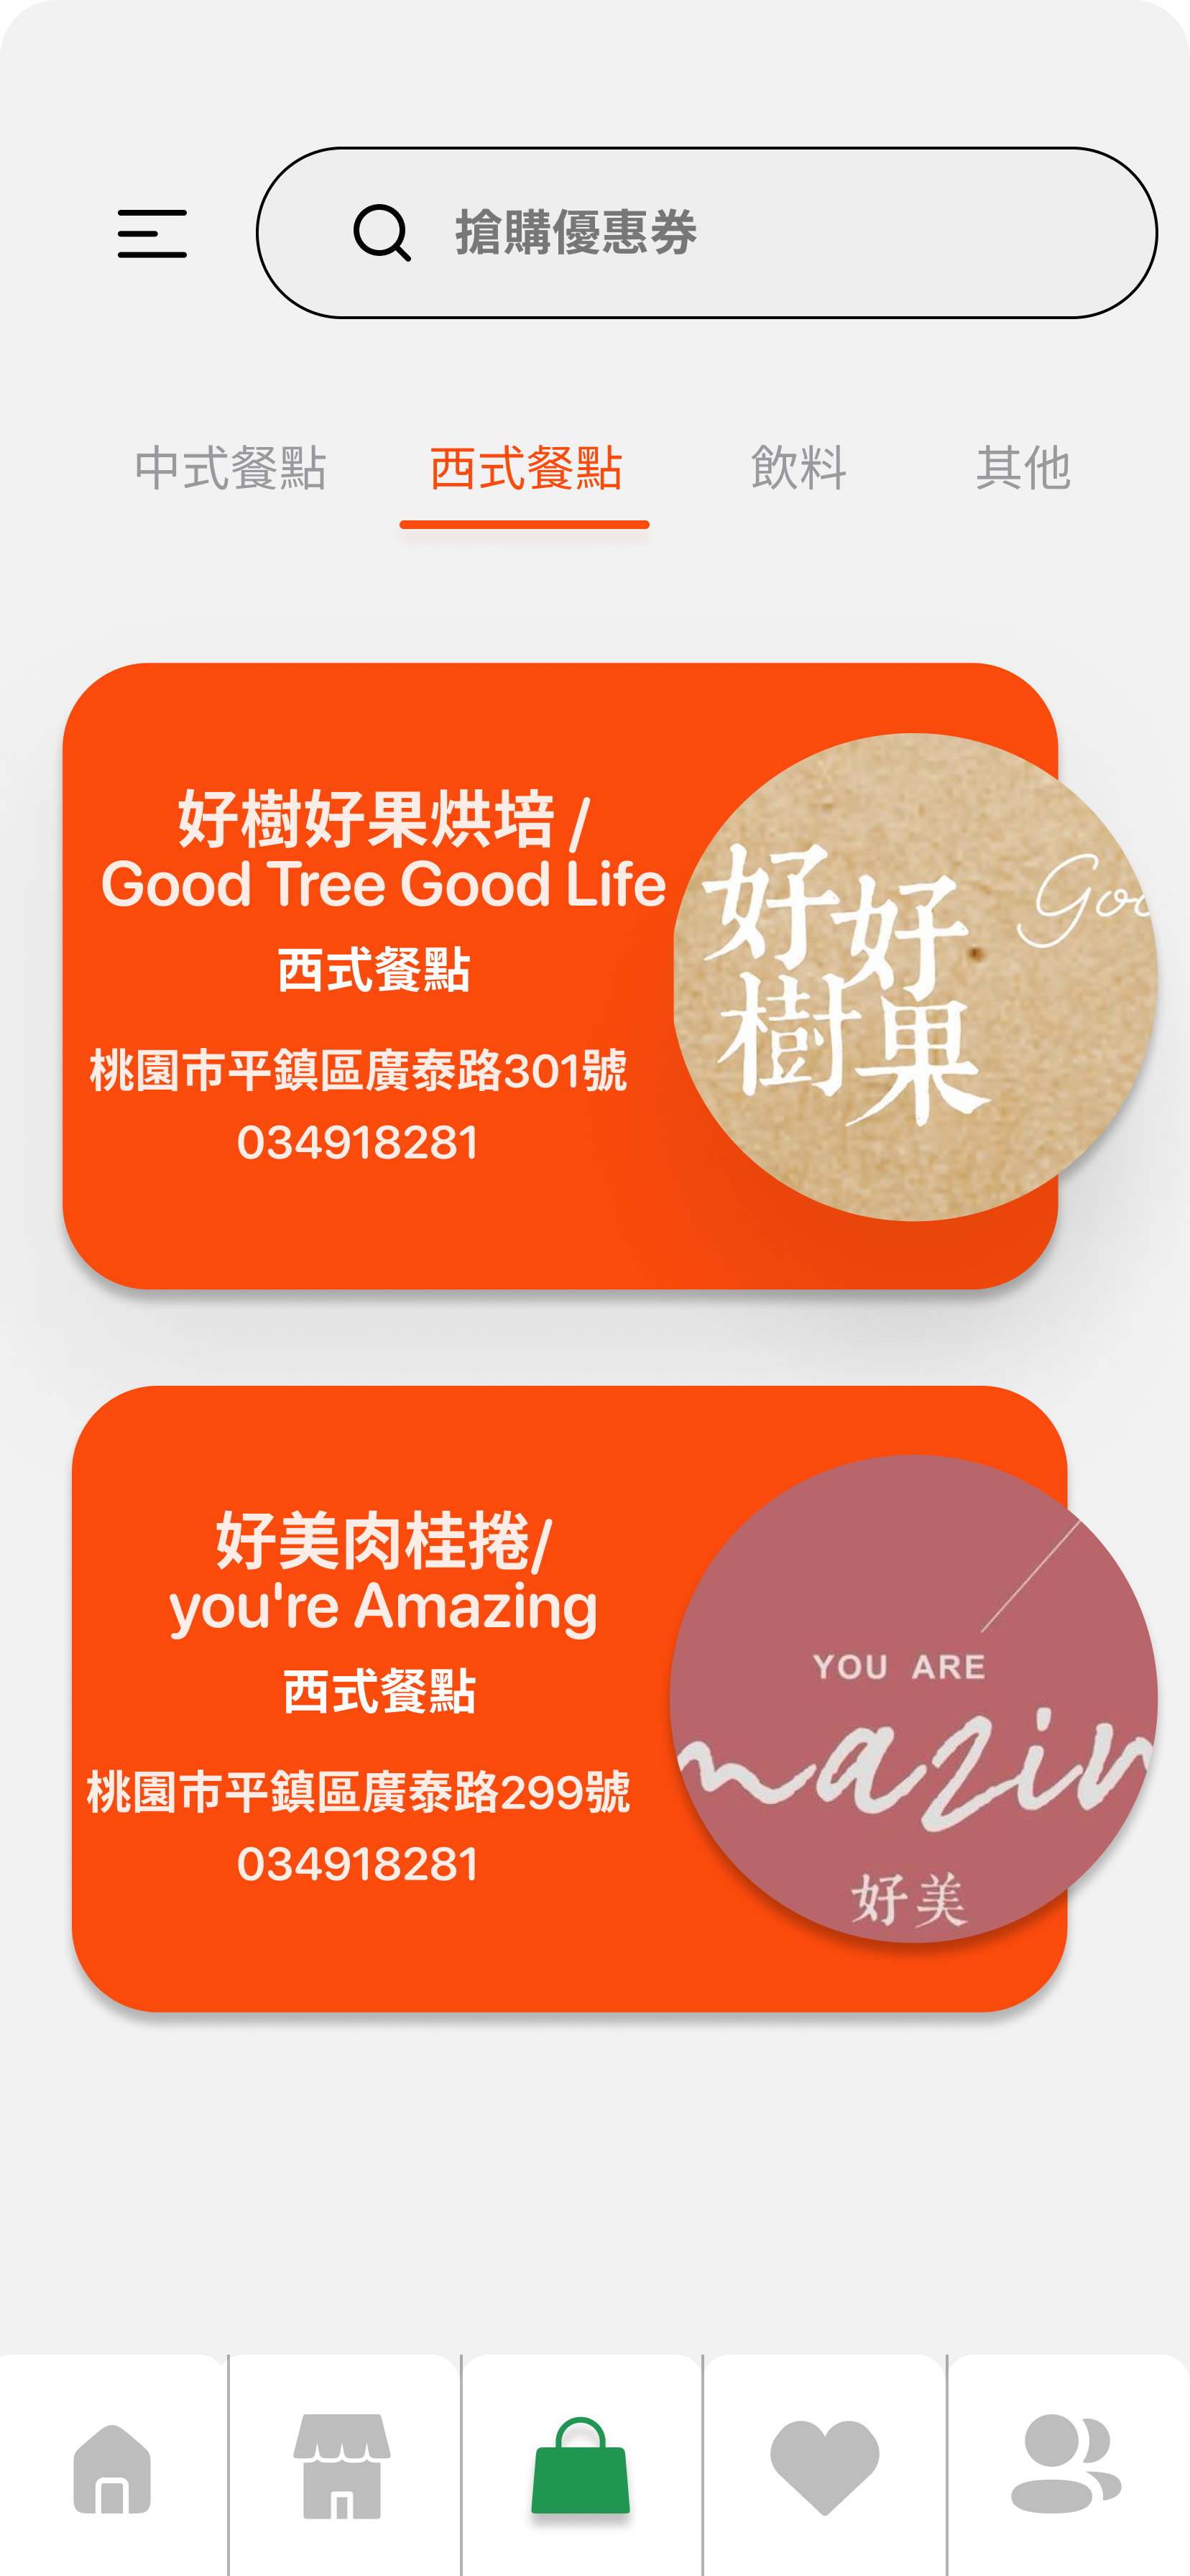 搶購優惠券
中式餐點
西式餐點
飲料
其他
好樹好果烘培 /
Good Tree Good Life
西式餐點
桃園市平鎮區廣泰路301號
034918281
好好
樹果
Goo
好美肉桂捲/
you're Amazing
西式餐點
桃園市平鎮區廣泰路299號
034918281
YOU ARE
mazin
好美